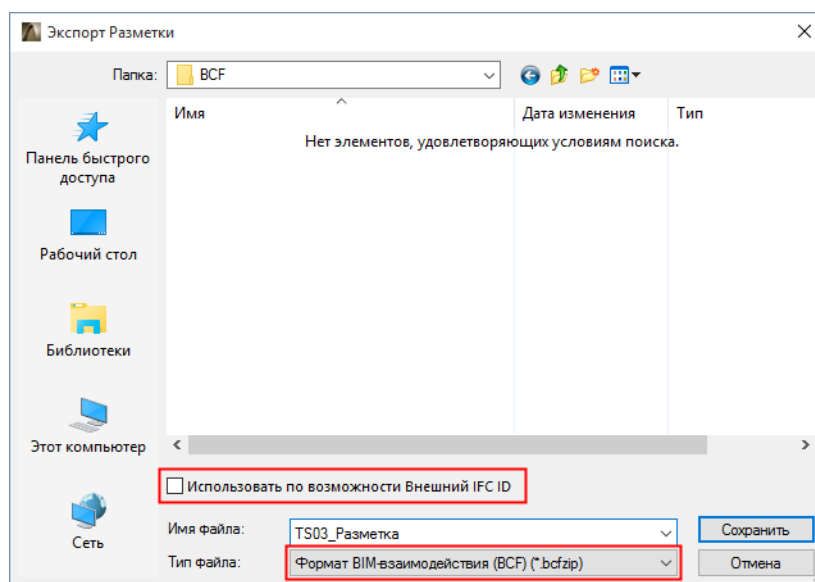 Экспорт Разметки
Папка: BCF
Имя Дата изменения Тип
Нет элементов, удовлетворяющих условиям поиска.
Панель быстрого
доступа
Рабочий стол
Библиотеки
Этот компьютер
Сеть
Использовать по возможности Внешний IFC ID
Имя файла: TS03_Разметка Сохранить
Тип файла: Формат BIM-взаимодействия (BCF) (*.bcfzip) Отмена